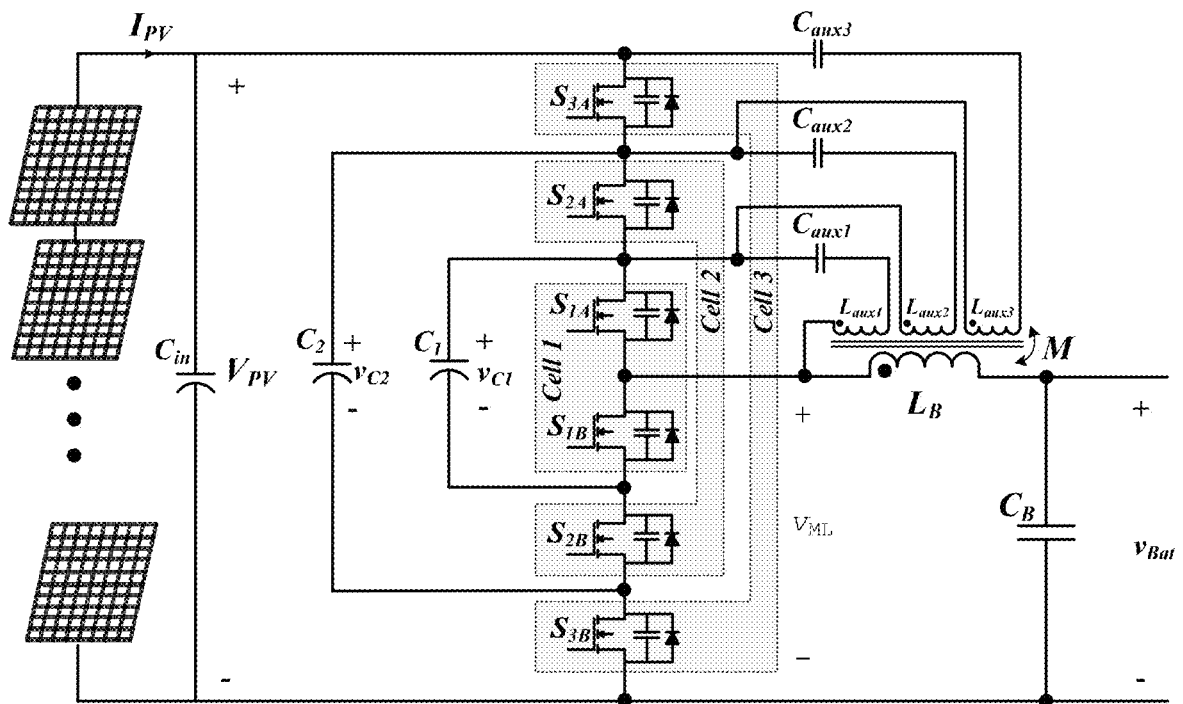 I_PV
C_aux3
+
S_3A
C_aux2
S_2A
C_aux1
Cell 2
Cell 3
L_aux1
L_aux2
L_aux3
S_1A
Cell 1
M
C_in
V_PV
C_2
+
v_C2
-
C_1
+
v_C1
-
+
L_B
+
S_1B
C_B
S_2B
V_ML
v_Bat
S_3B
-
-
-